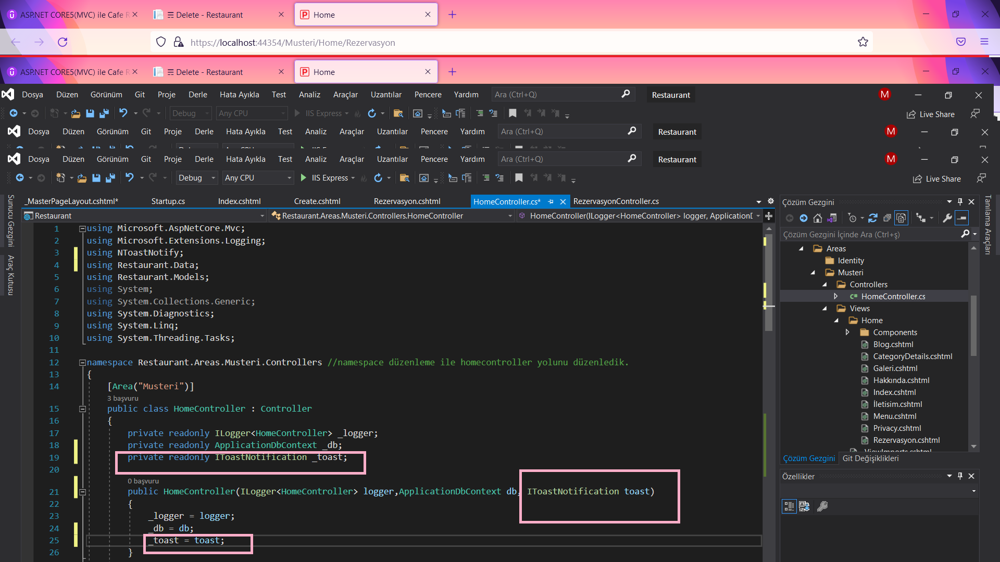 ASP.NET CORE5(MVC) ile Cafe R
☰ Delete - Restaurant
Home
https://localhost:44354/Musteri/Home/Rezervasyon
ASP.NET CORE5(MVC) ile Cafe R
☰ Delete - Restaurant
Home
Dosya Düzen Görünüm Git Proje Derle Hata Ayıkla Test Analiz Araçlar Uzantılar Pencere Yardım Ara (Ctrl+Q) Restaurant M
Debug Any CPU IIS Express Live Share
Dosya Düzen Görünüm Git Proje Derle Hata Ayıkla Test Analiz Araçlar Uzantılar Pencere Yardım Ara (Ctrl+Q) Restaurant M
Dosya Düzen Görünüm Git Proje Derle Hata Ayıkla Test Analiz Araçlar Uzantılar Pencere Yardım Ara (Ctrl+Q) Restaurant M
Debug Any CPU IIS Express Live Share
Sunucu Gezgini
Araç Kutusu
_MasterPageLayout.cshtml* Startup.cs Index.cshtml Create.cshtml Rezervasyon.cshtml HomeController.cs* RezervasyonController.cs
Restaurant Restaurant.Areas.Musteri.Controllers.HomeController HomeController(ILogger<HomeController> logger, Application[
1 using Microsoft.AspNetCore.Mvc;
2 using Microsoft.Extensions.Logging;
3 using NToastNotify;
4 using Restaurant.Data;
5 using Restaurant.Models;
6 using System;
7 using System.Collections.Generic;
8 using System.Diagnostics;
9 using System.Linq;
10 using System.Threading.Tasks;
11
12 namespace Restaurant.Areas.Musteri.Controllers //namespace düzenleme ile homecontroller yolunu düzenledik.
13 {
14 [Area("Musteri")]
3 başvuru
15 public class HomeController : Controller
16 {
17 private readonly ILogger<HomeController> _logger;
18 private readonly ApplicationDbContext _db;
19 private readonly IToastNotification _toast;
20
0 başvuru
21 public HomeController(ILogger<HomeController> logger,ApplicationDbContext db, IToastNotification toast)
22 {
23 _logger = logger;
24 _db = db;
25 _toast = toast;
26 }
Çözüm Gezgini
Çözüm Gezgini İçinde Ara (Ctrl+ş)
Areas
Identity
Musteri
Controllers
C# HomeController.cs
Views
Home
Components
Blog.cshtml
CategoryDetails.cshtml
Galeri.cshtml
Hakkında.cshtml
Index.cshtml
İletisim.cshtml
Menu.cshtml
Privacy.cshtml
Rezervasyon.cshtml
_ViewImports.cshtml
Çözüm Gezgini Git Değişiklikleri
Özellikler
Tanılama Araçları